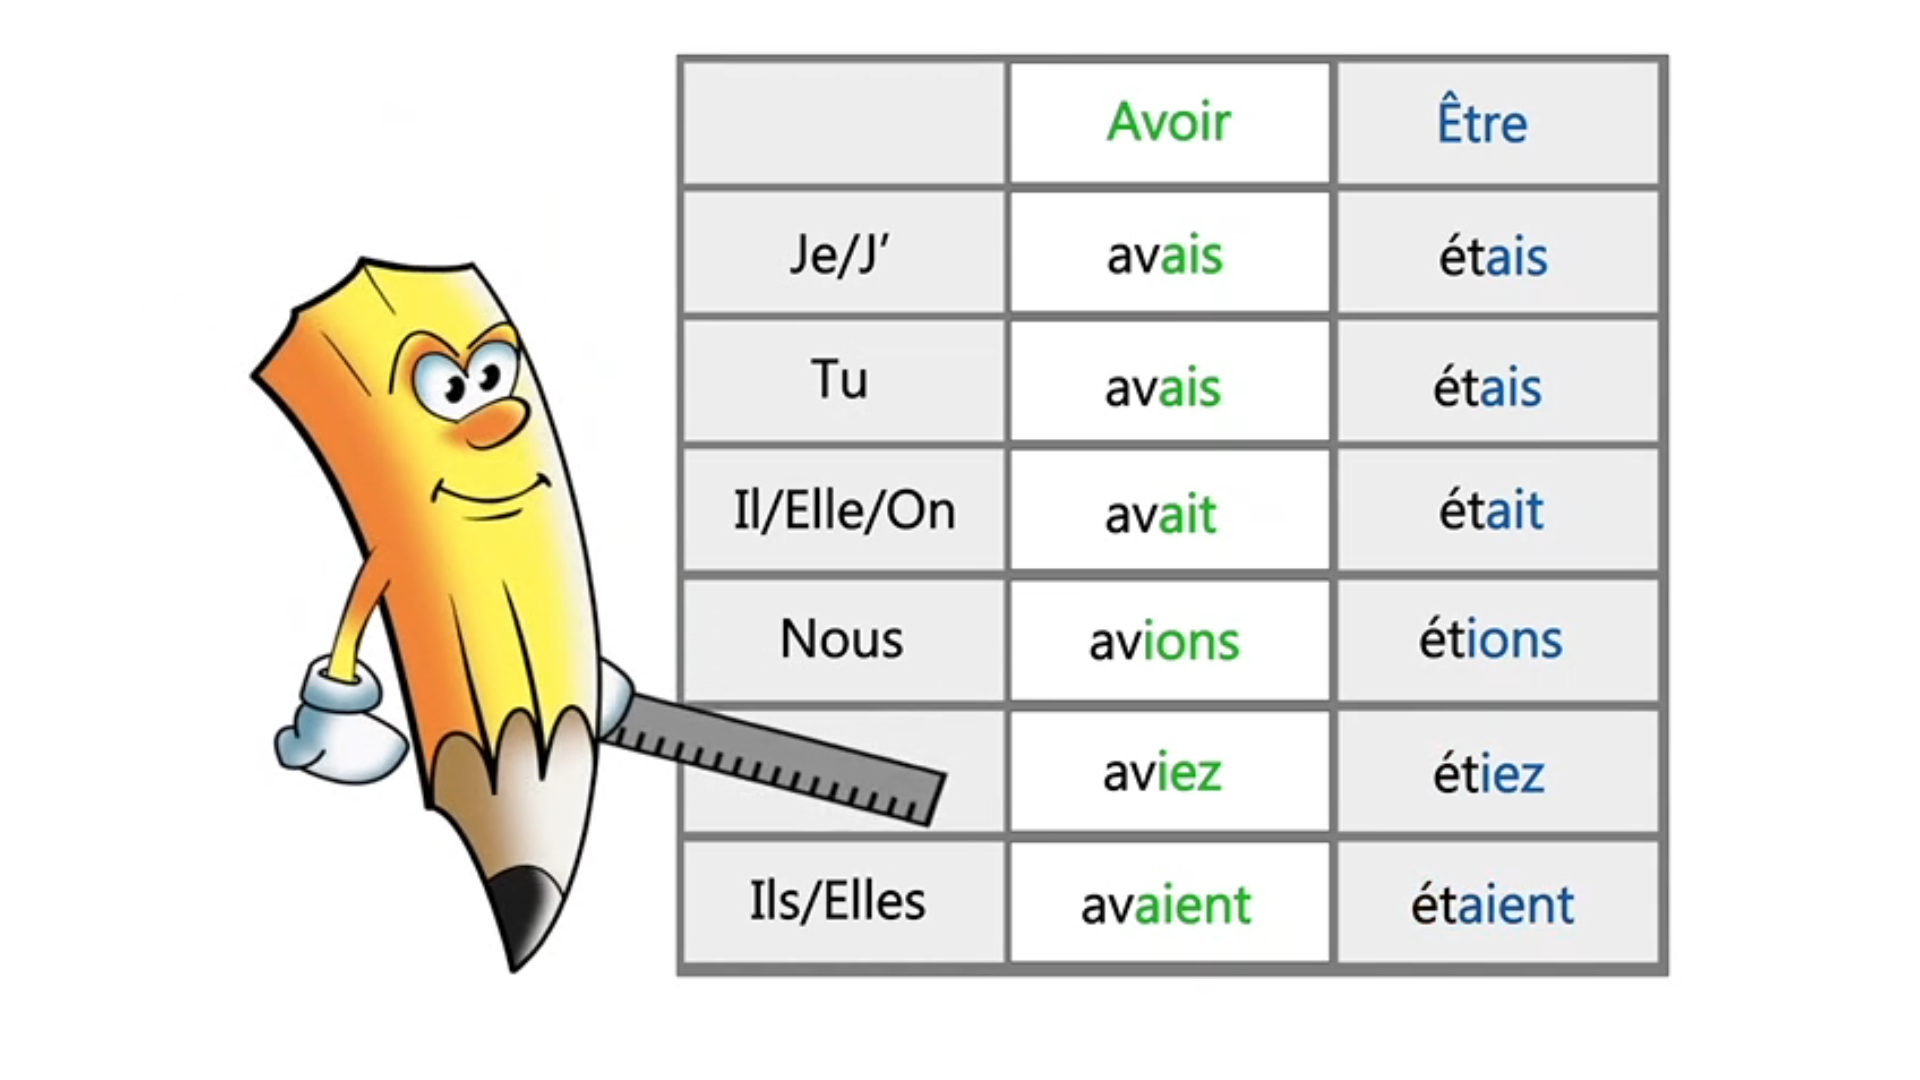 Avoir Être
Je/J’ avais étais
Tu avais étais
Il/Elle/On avait était
Nous avions étions
aviez étiez
Ils/Elles avaient étaient